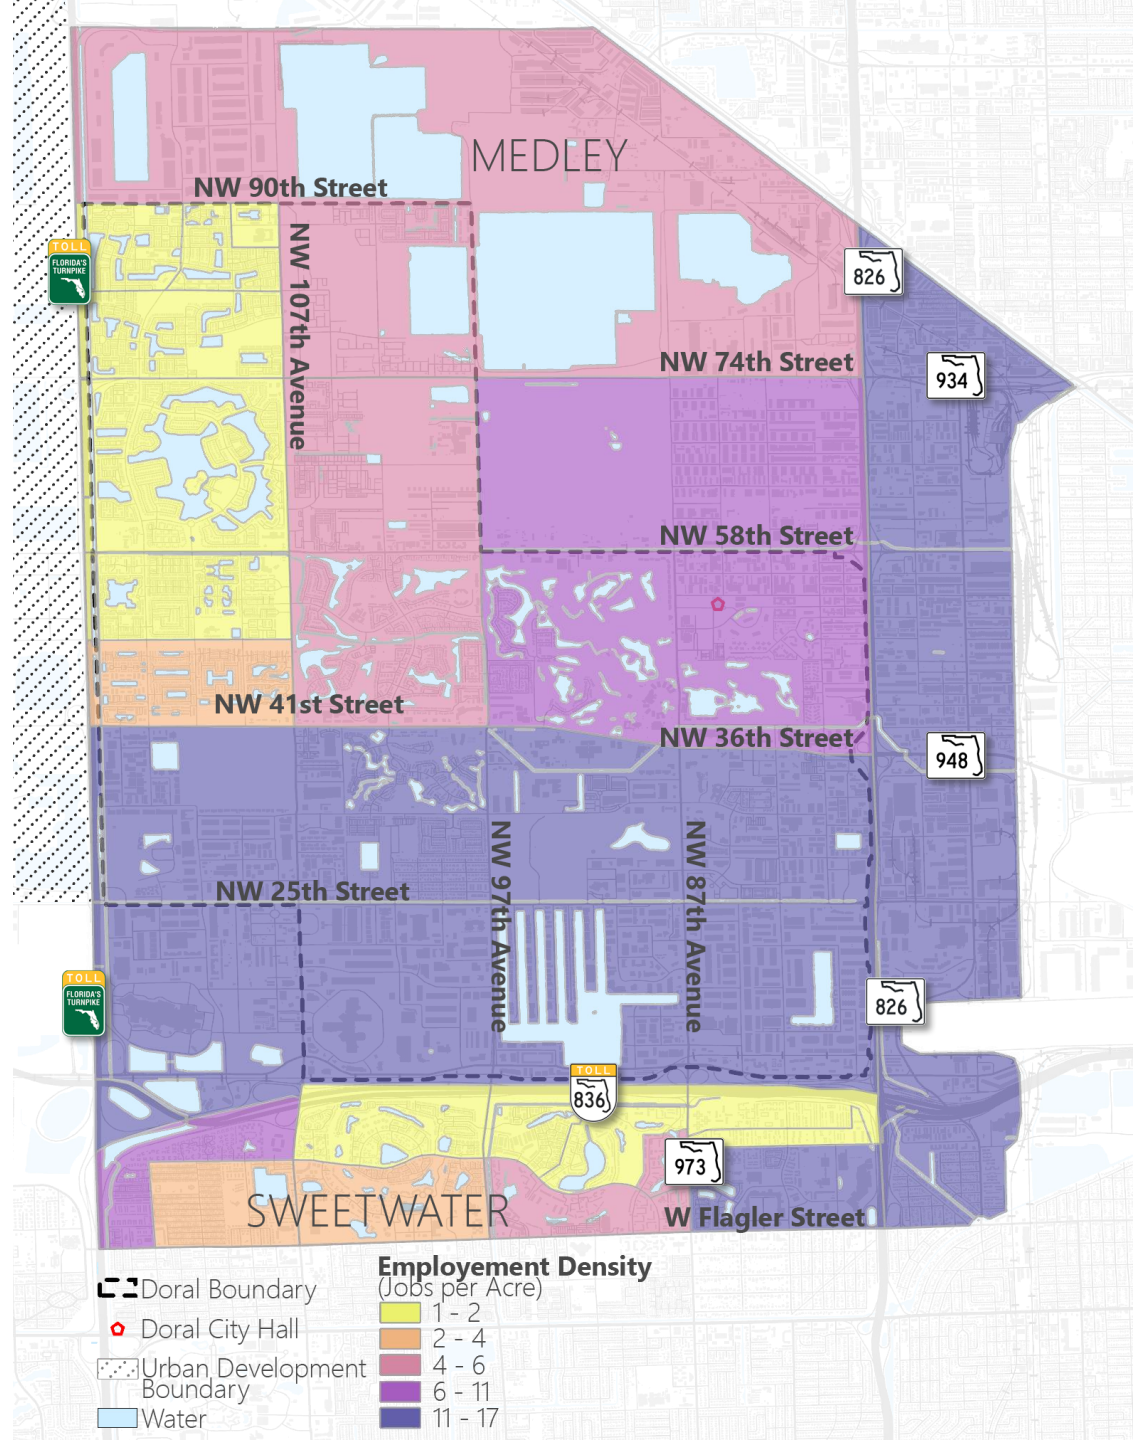 MEDLEY
NW 90th Street
TOLL
FLORIDA'S
TURNPIKE
NW 107th Avenue
826
NW 74th Street
934
NW 58th Street
NW 41st Street
NW 36th Street
948
NW 97th Avenue
NW 87th Avenue
NW 25th Street
TOLL
FLORIDA'S
TURNPIKE
826
TOLL
836
973
SWEETWATER
W Flagler Street
Doral Boundary
Doral City Hall
Urban Development
Boundary
Water
Employement Density
(Jobs per Acre)
1 - 2
2 - 4
4 - 6
6 - 11
11 - 17